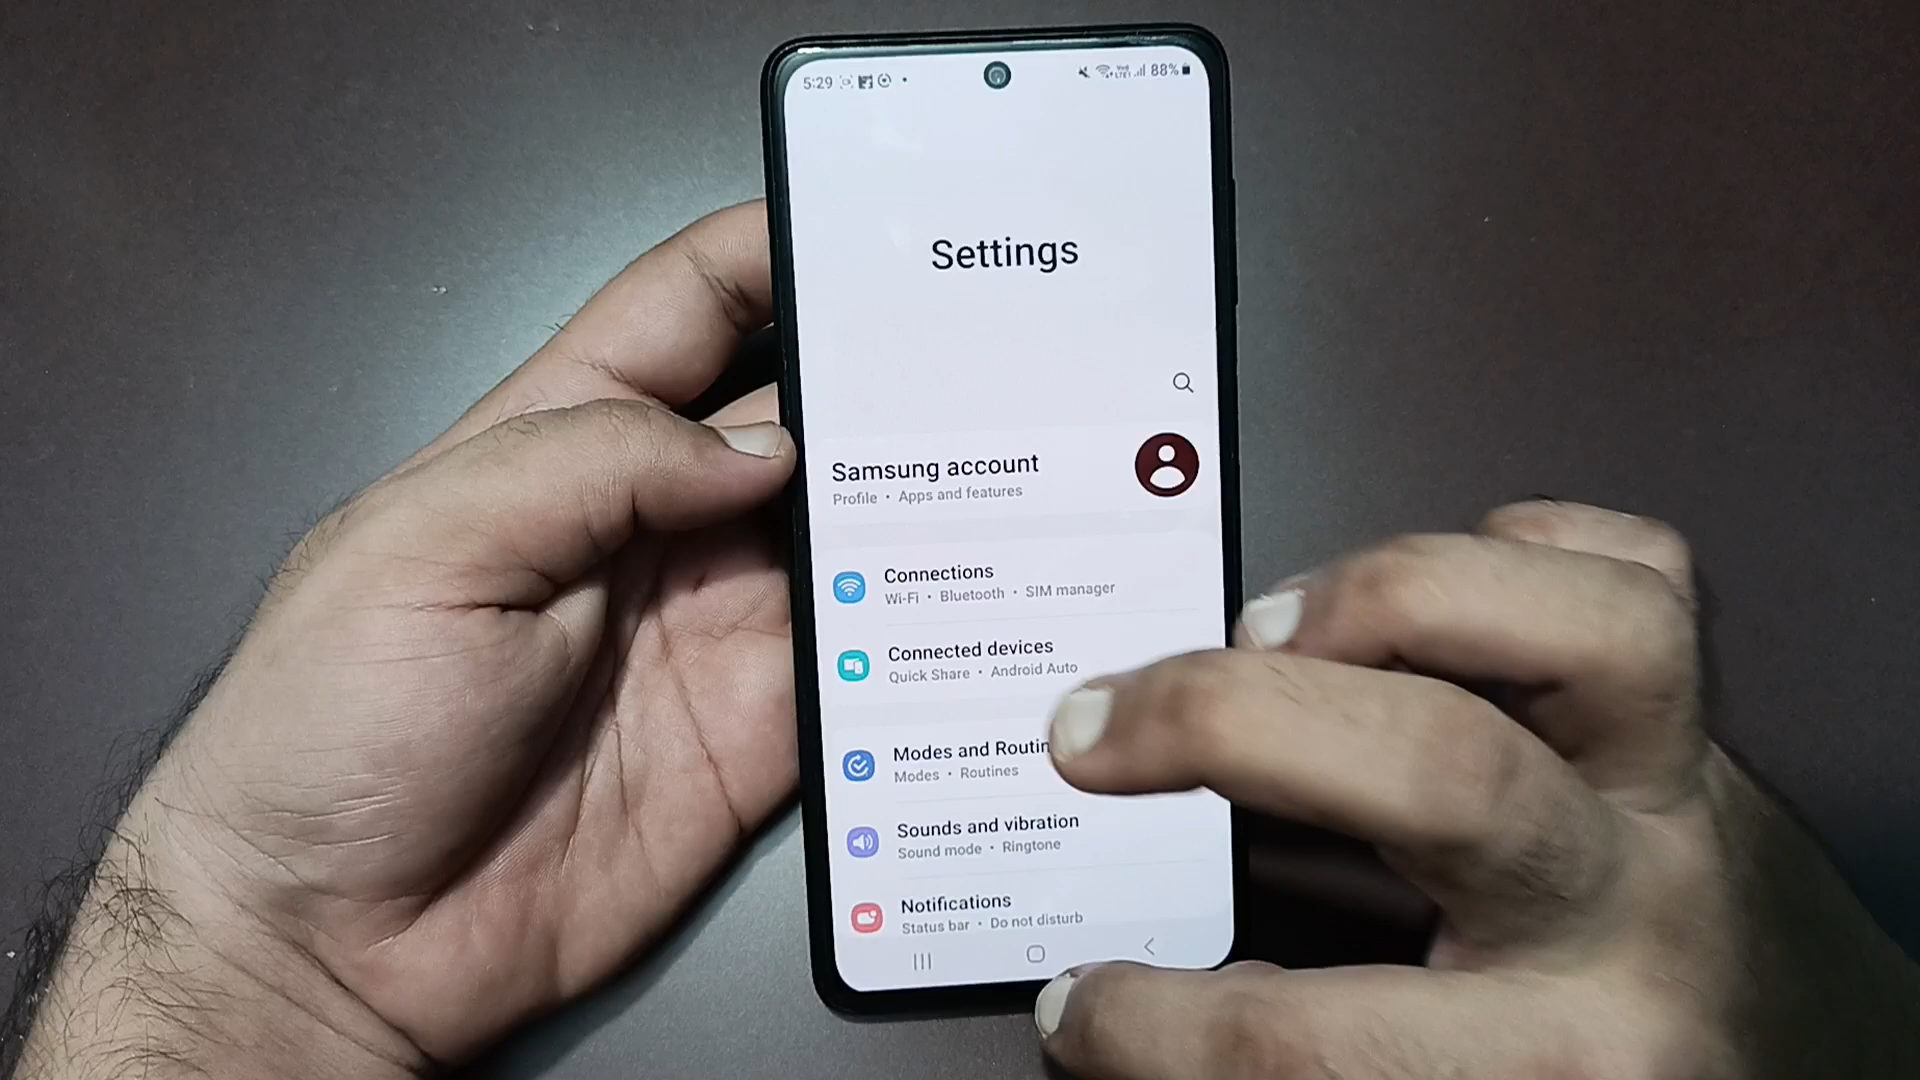 5:29 88%
Settings
Samsung account
Profile • Apps and features
Connections
Wi-Fi • Bluetooth • SIM manager
Connected devices
Quick Share • Android Auto
Modes and Routin
Modes • Routines
Sounds and vibration
Sound mode • Ringtone
Notifications
Status bar • Do not disturb